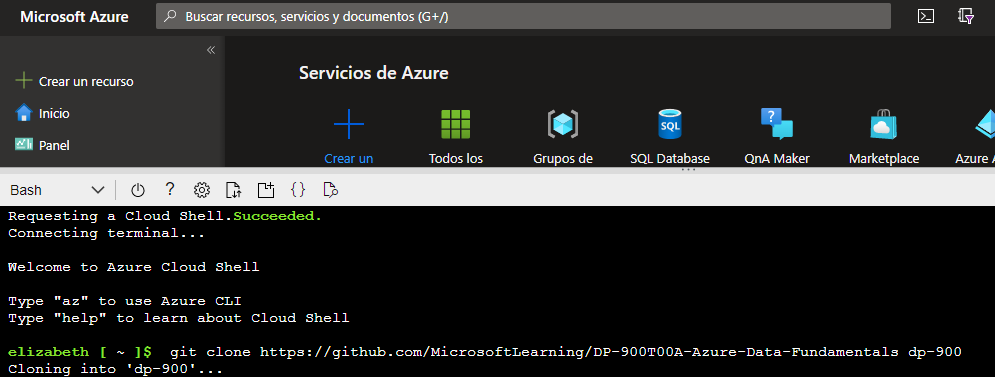 Microsoft Azure
Buscar recursos, servicios y documentos (G+/)
«
Crear un recurso
Inicio
Panel
Servicios de Azure
Crear un
Todos los
Grupos de
SQL
SQL Database
?
QnA Maker
Marketplace
Azure A
Bash
? {}
Requesting a Cloud Shell.Succeeded.
Connecting terminal...
Welcome to Azure Cloud Shell
Type "az" to use Azure CLI
Type "help" to learn about Cloud Shell
elizabeth [ ~ ]$  git clone https://github.com/MicrosoftLearning/DP-900T00A-Azure-Data-Fundamentals dp-900
Cloning into 'dp-900'...